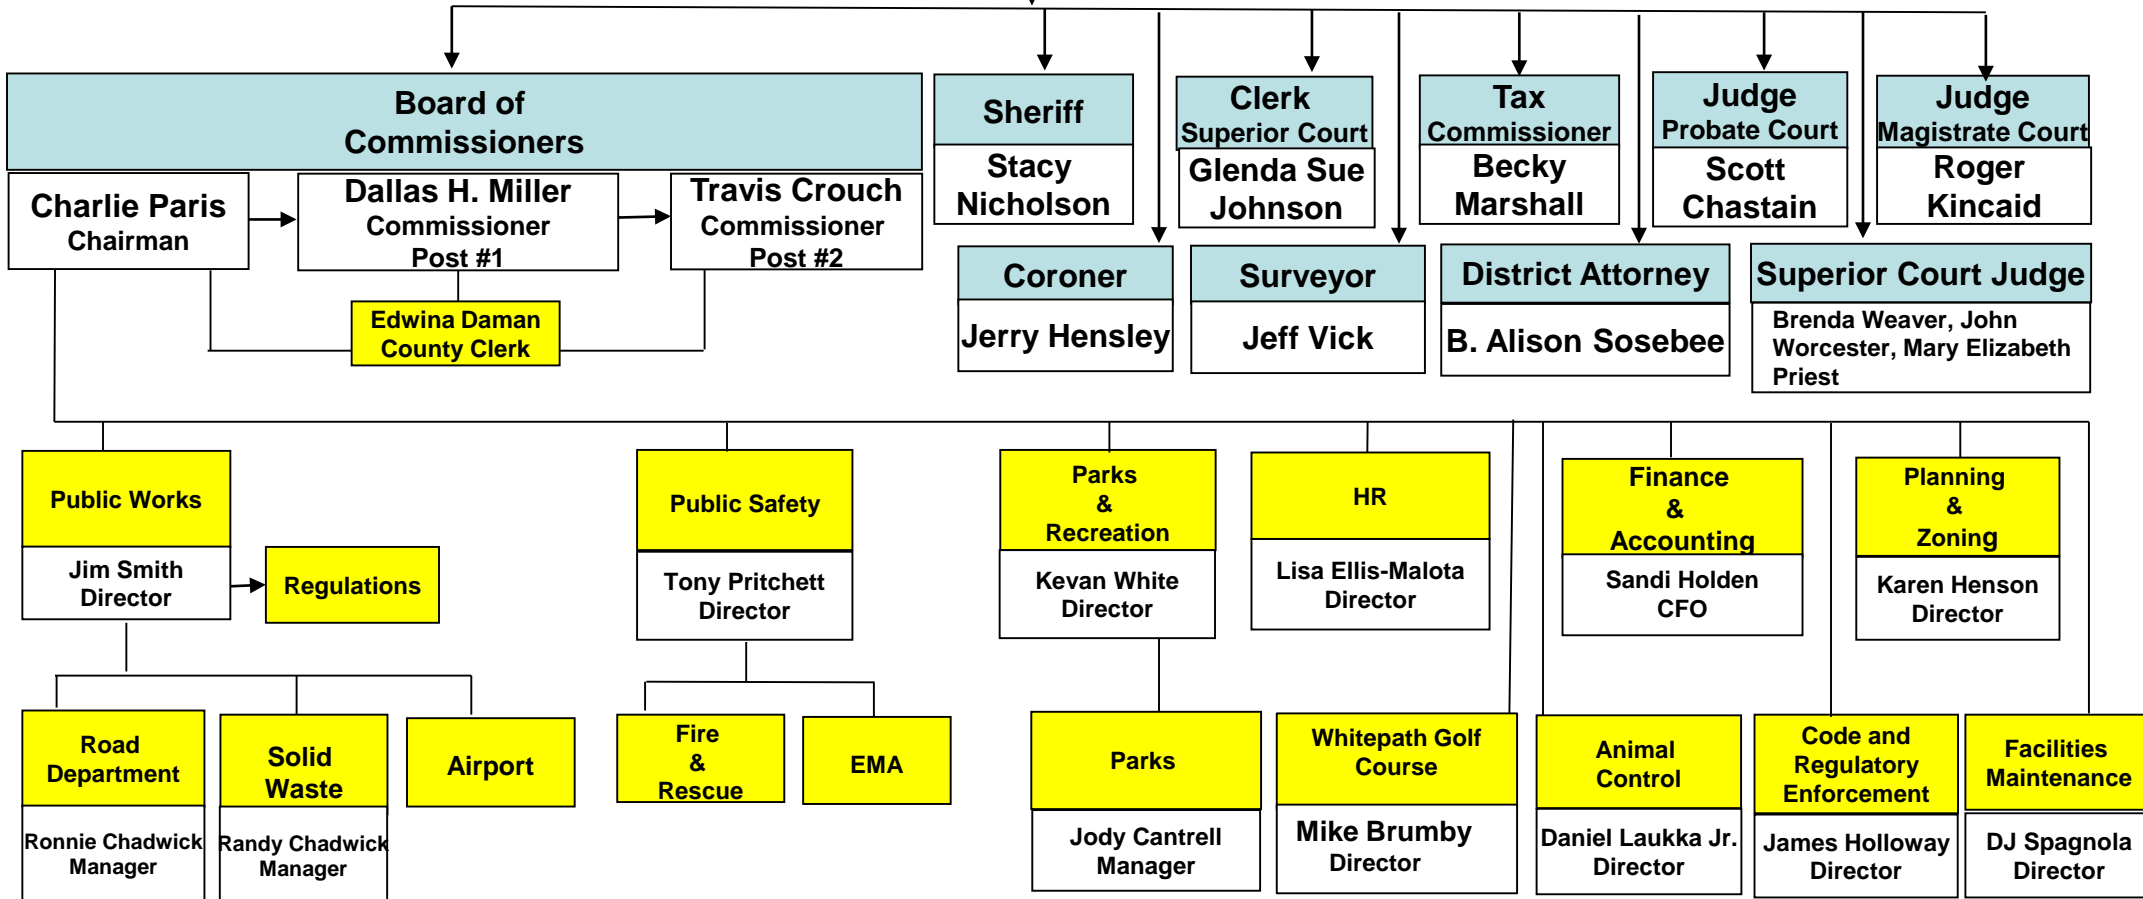 Board of
Commissioners
Sheriff
Clerk
Superior Court
Tax
Commissioner
Judge
Probate Court
Judge
Magistrate Court
Charlie Paris
Chairman
Dallas H. Miller
Commissioner
Post #1
Travis Crouch
Commissioner
Post #2
Stacy
Nicholson
Glenda Sue
Johnson
Becky
Marshall
Scott
Chastain
Roger
Kincaid
Edwina Daman
County Clerk
Coroner
Jerry Hensley
Surveyor
Jeff Vick
District Attorney
B. Alison Sosebee
Superior Court Judge
Brenda Weaver, John
Worcester, Mary Elizabeth
Priest
Public Works
Jim Smith
Director
Regulations
Public Safety
Tony Pritchett
Director
Parks
&
Recreation
Kevan White
Director
HR
Lisa Ellis-Malota
Director
Finance
&
Accounting
Sandi Holden
CFO
Planning
&
Zoning
Karen Henson
Director
Road
Department
Ronnie Chadwick
Manager
Solid
Waste
Randy Chadwick
Manager
Airport
Fire
&
Rescue
EMA
Parks
Jody Cantrell
Manager
Whitepath Golf
Course
Mike Brumby
Director
Animal
Control
Daniel Laukka Jr.
Director
Code and
Regulatory
Enforcement
James Holloway
Director
Facilities
Maintenance
DJ Spagnola
Director